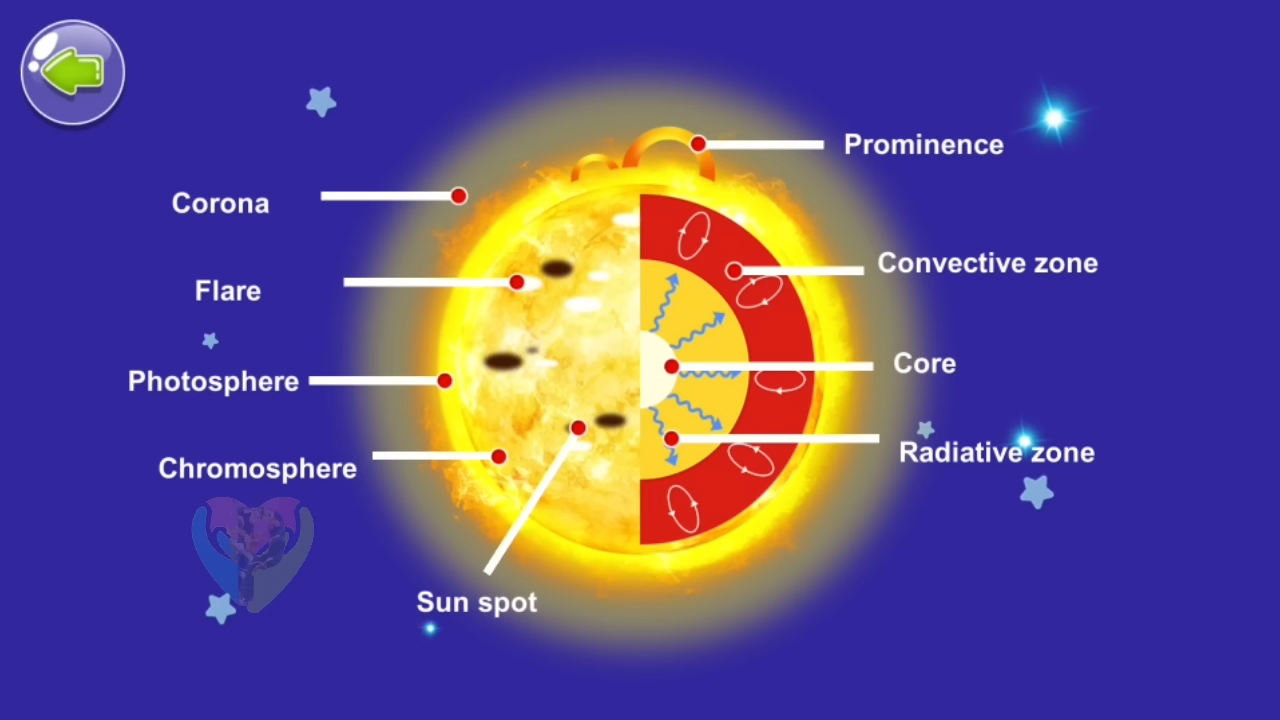 Prominence
Corona
Convective zone
Flare
Core
Photosphere
Radiative zone
Chromosphere
Sun spot